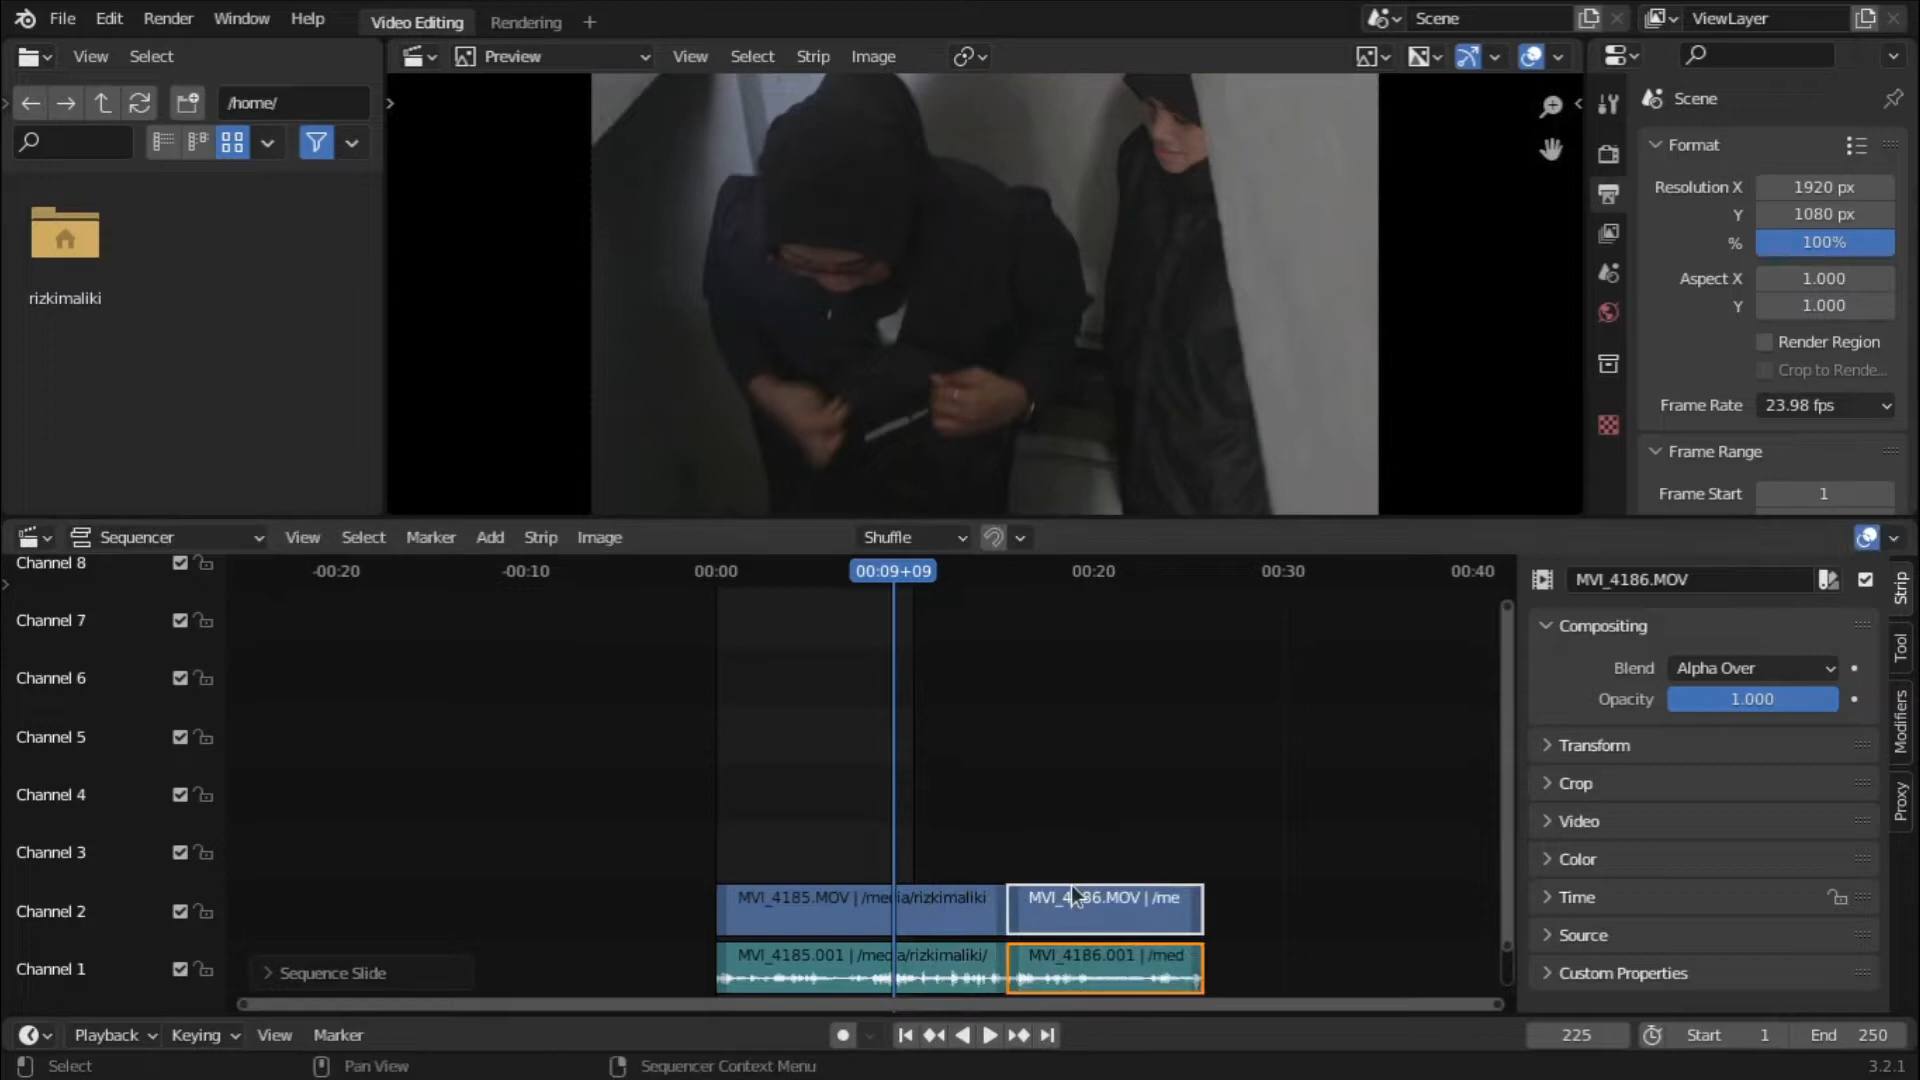 File Edit Render Window Help Video Editing Rendering + Scene ViewLayer
View Select Preview View Select Strip Image
/home/
Scene
Format
Resolution X 1920 px
Y 1080 px
% 100%
Aspect X 1.000
Y 1.000
Render Region
Crop to Rende...
Frame Rate 23.98 fps
Frame Range
Frame Start 1
rizkimaliki
Sequencer View Select Marker Add Strip Image Shuffle
Channel 8
Channel 7
Channel 6
Channel 5
Channel 4
Channel 3
Channel 2
Channel 1
-00:20 -00:10 00:00 00:09+09 00:20 00:30 00:40
MVI_4185.MOV | /media/rizkimaliki
MVI_4186.MOV | /me
MVI_4185.001 | /media/rizkimaliki/
MVI_4186.001 | /med
Sequence Slide
MVI_4186.MOV
Compositing
Blend Alpha Over
Opacity 1.000
Transform
Crop
Video
Color
Time
Source
Custom Properties
Strip
Tool
Modifiers
Proxy
Playback Keying View Marker 225 Start 1 End 250
Select Pan View Sequencer Context Menu 3.2.1